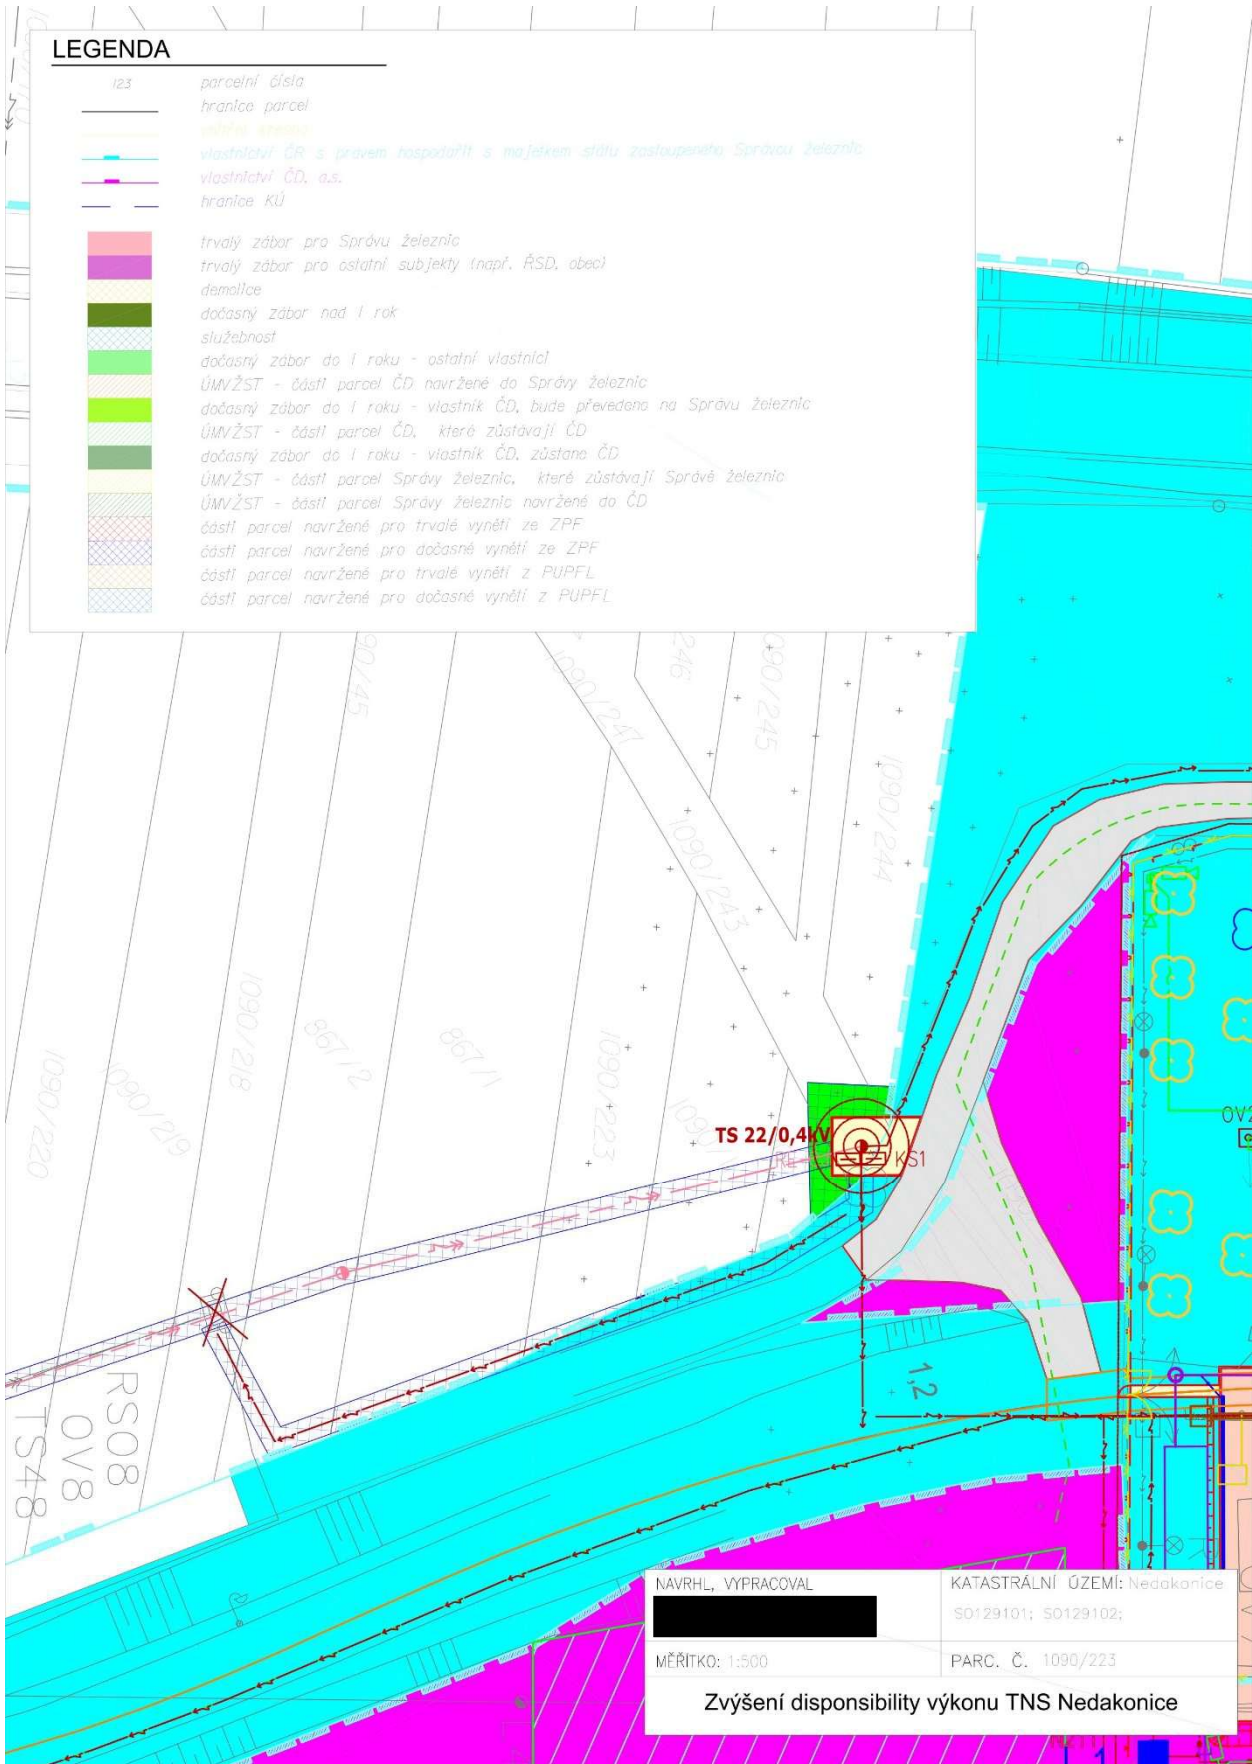 LEGENDA
123 parcelní čísla
hranice parcel
vlastnictví ČR s právem hospodařit s majetkem státu zastoupeného Správou železnic
vlastnictví ČD, a.s.
hranice KÚ
trvalý zábor pro Správu železnic
trvalý zábor pro ostatní subjekty (např. ŘSD, obec)
demolice
dočasný zábor nad 1 rok
služebnost
dočasný zábor do 1 roku - ostatní vlastníci
ÚMVŽST - části parcel ČD navržené do Správy železnic
dočasný zábor do 1 roku - vlastník ČD, bude převedeno na Správu železnic
ÚMVŽST - části parcel ČD, které zůstávají ČD
dočasný zábor do 1 roku - vlastník ČD, zůstane ČD
ÚMVŽST - části parcel Správy železnic, které zůstávají Správě železnic
ÚMVŽST - části parcel Správy železnic navržené do ČD
části parcel navržené pro trvalé vynětí ze ZPF
části parcel navržené pro dočasné vynětí ze ZPF
části parcel navržené pro trvalé vynětí z PUPFL
části parcel navržené pro dočasné vynětí z PUPFL
90/45
1090/247
246
1090/245
1090/244
1090/243
1090/220
1090/219
1090/218
867/2
867/1
1090/223
TS 22/0,4kV
KS1
OV2
1,2
RS08
OV8
TS48
NAVRHL, VYPRACOVAL
KATASTRÁLNÍ ÚZEMÍ: Nedakonice
SO129101; SO129102;
MĚŘÍTKO: 1:500
PARC. Č. 1090/223
Zvýšení disponsibility výkonu TNS Nedakonice